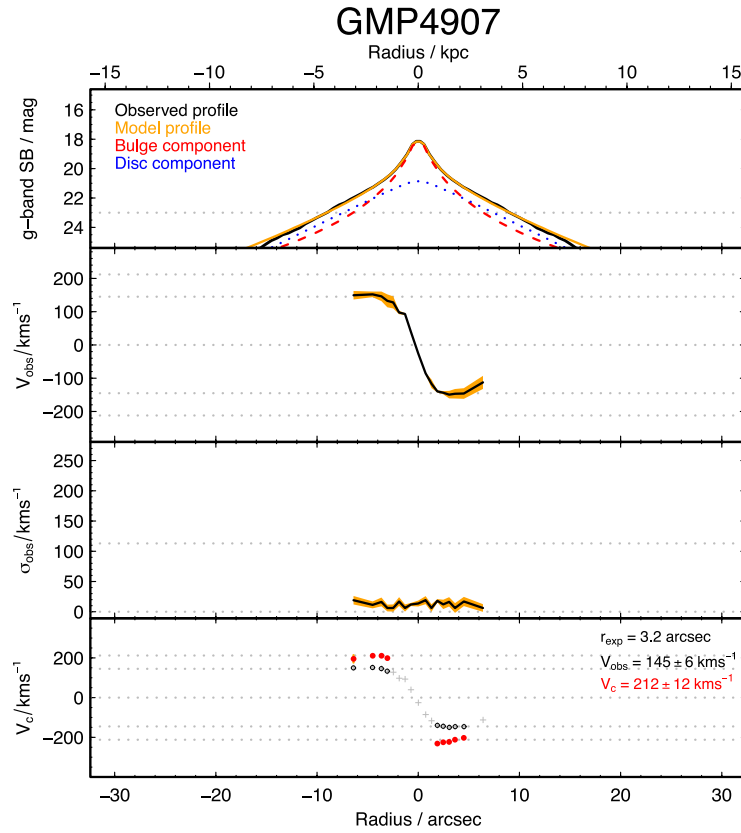 GMP4907
Radius / kpc
−15 −10 −5 0 5 10 15
g-band SB / mag
16
18
20
22
24
Observed profile
Model profile
Bulge component
Disc component
V_obs/kms⁻¹
200
100
0
−100
−200
σ_obs/kms⁻¹
250
200
150
100
50
0
V_c/kms⁻¹
200
0
−200
r_exp = 3.2 arcsec
V_obs = 145 ± 6 kms⁻¹
V_c = 212 ± 12 kms⁻¹
−30 −20 −10 0 10 20 30
Radius / arcsec